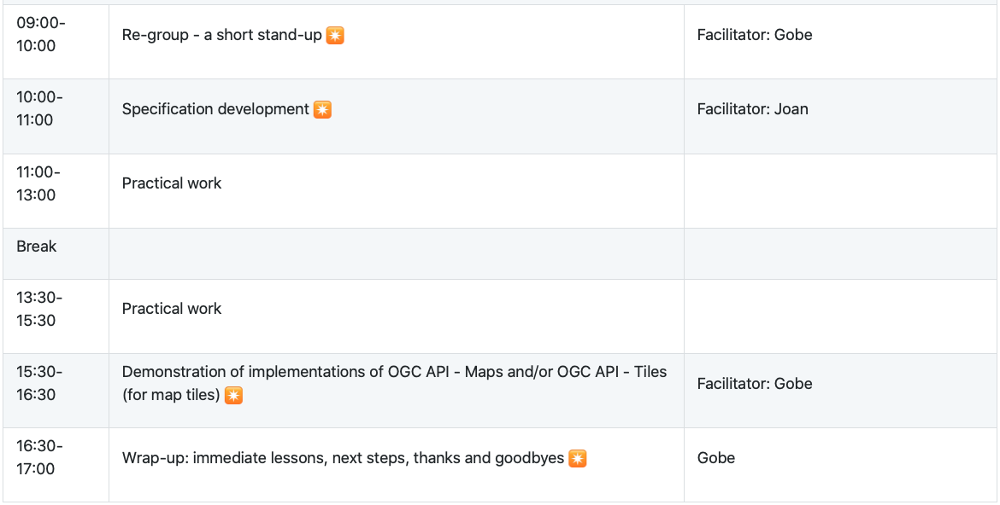 09:00-
10:00
Re-group - a short stand-up 💥
Facilitator: Gobe
10:00-
11:00
Specification development 💥
Facilitator: Joan
11:00-
13:00
Practical work
Break
13:30-
15:30
Practical work
15:30-
16:30
Demonstration of implementations of OGC API - Maps and/or OGC API - Tiles
(for map tiles) 💥
Facilitator: Gobe
16:30-
17:00
Wrap-up: immediate lessons, next steps, thanks and goodbyes 💥
Gobe